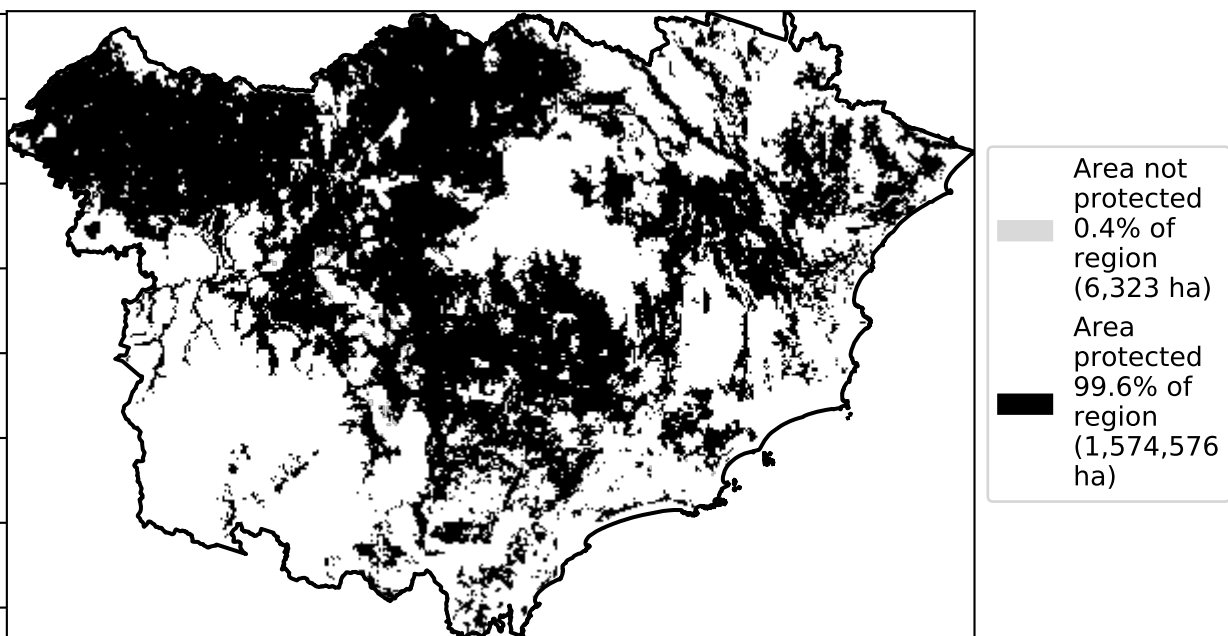 Area not
protected
0.4% of
region
(6,323 ha)
Area
protected
99.6% of
region
(1,574,576
ha)